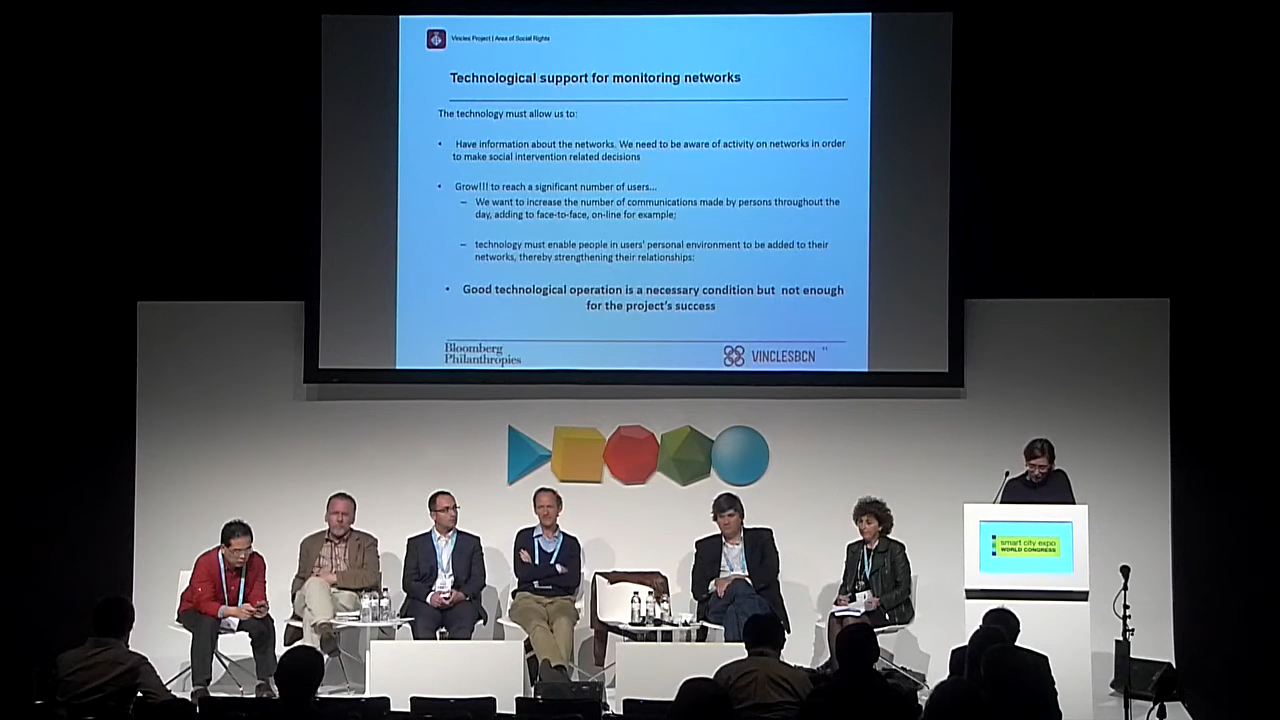 Vincles Project | Area of Social Rights
Technological support for monitoring networks
The technology must allow us to:
• Have information about the networks. We need to be aware of activity on networks in order
to make social intervention related decisions
• Grow!!! to reach a significant number of users...
– We want to increase the number of communications made by persons throughout the
day, adding to face-to-face, on-line for example;
– technology must enable people in users' personal environment to be added to their
networks, thereby strengthening their relationships:
• Good technological operation is a necessary condition but not enough
for the project's success
Bloomberg
Philanthropies
VINCLESBCN
smart city expo
WORLD CONGRESS